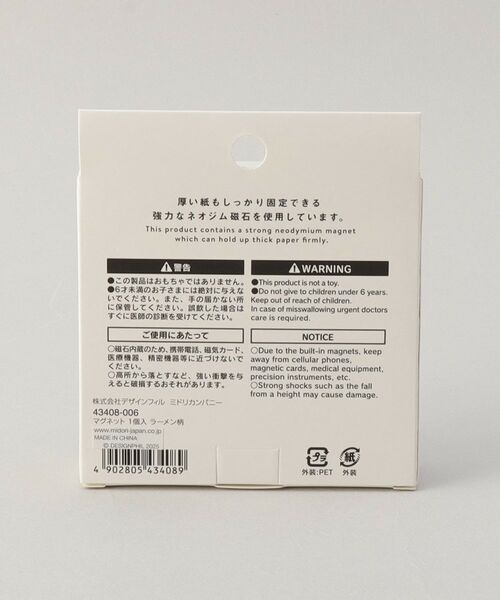 厚い紙もしっかり固定できる
強力なネオジム磁石を使用しています。
This product contains a strong neodymium magnet
which can hold up thick paper firmly.
警告
●この製品はおもちゃではありません。
●6才未満のお子さまには絶対に与えな
いでください。また、手の届かない所
に保管してください。誤飲した場合は
すぐに医師の診断を受けてください。
WARNING
●This product is not a toy.
●Do not give to children under 6 years.
Keep out of reach of children.
In case of misswallowing urgent doctors
care is required.
ご使用にあたって
○磁石内蔵のため、携帯電話、磁気カード、
医療機器、精密機器等に近づけないで
ください。
○高所から落とすなど、強い衝撃を与
えると破損するおそれがあります。
NOTICE
○Due to the built-in magnets, keep
away from cellular phones,
magnetic cards, medical equipment,
precision instruments, etc.
○Strong shocks such as the fall
from a height may cause damage.
株式会社デザインフィル ミドリカンパニー
43408-006
マグネット 1個入 ラーメン柄
www.midori-japan.co.jp
MADE IN CHINA
© DESIGNPHIL 2025
4 902805 434089
プラ
外装:PET
紙
外装